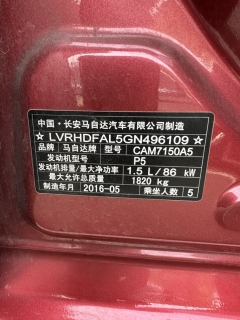 中国·长安马自达汽车有限公司制造
★LVRHDFAL5GN496109★
品牌 马自达牌 型号 CAM7150A5
发动机型号 P5
发动机排量/额定功率 1.5 L/86 kW
最大允许总质量 1820 kg
制造年月 2016-05 乘坐人数 5